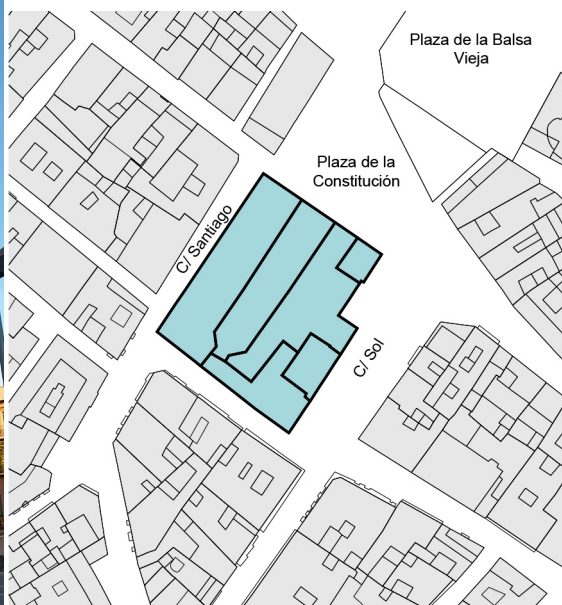 Plaza de la Balsa
Vieja
Plaza de la
Constitución
C/ Santiago
C/ Sol